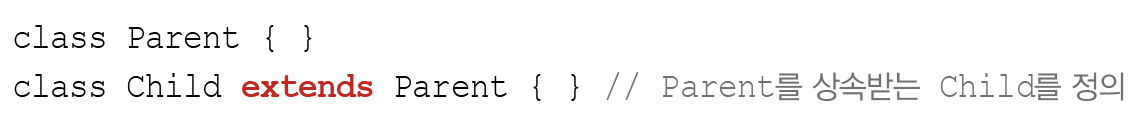 class Parent { }
class Child extends Parent { } // Parent를 상속받는 Child를 정의